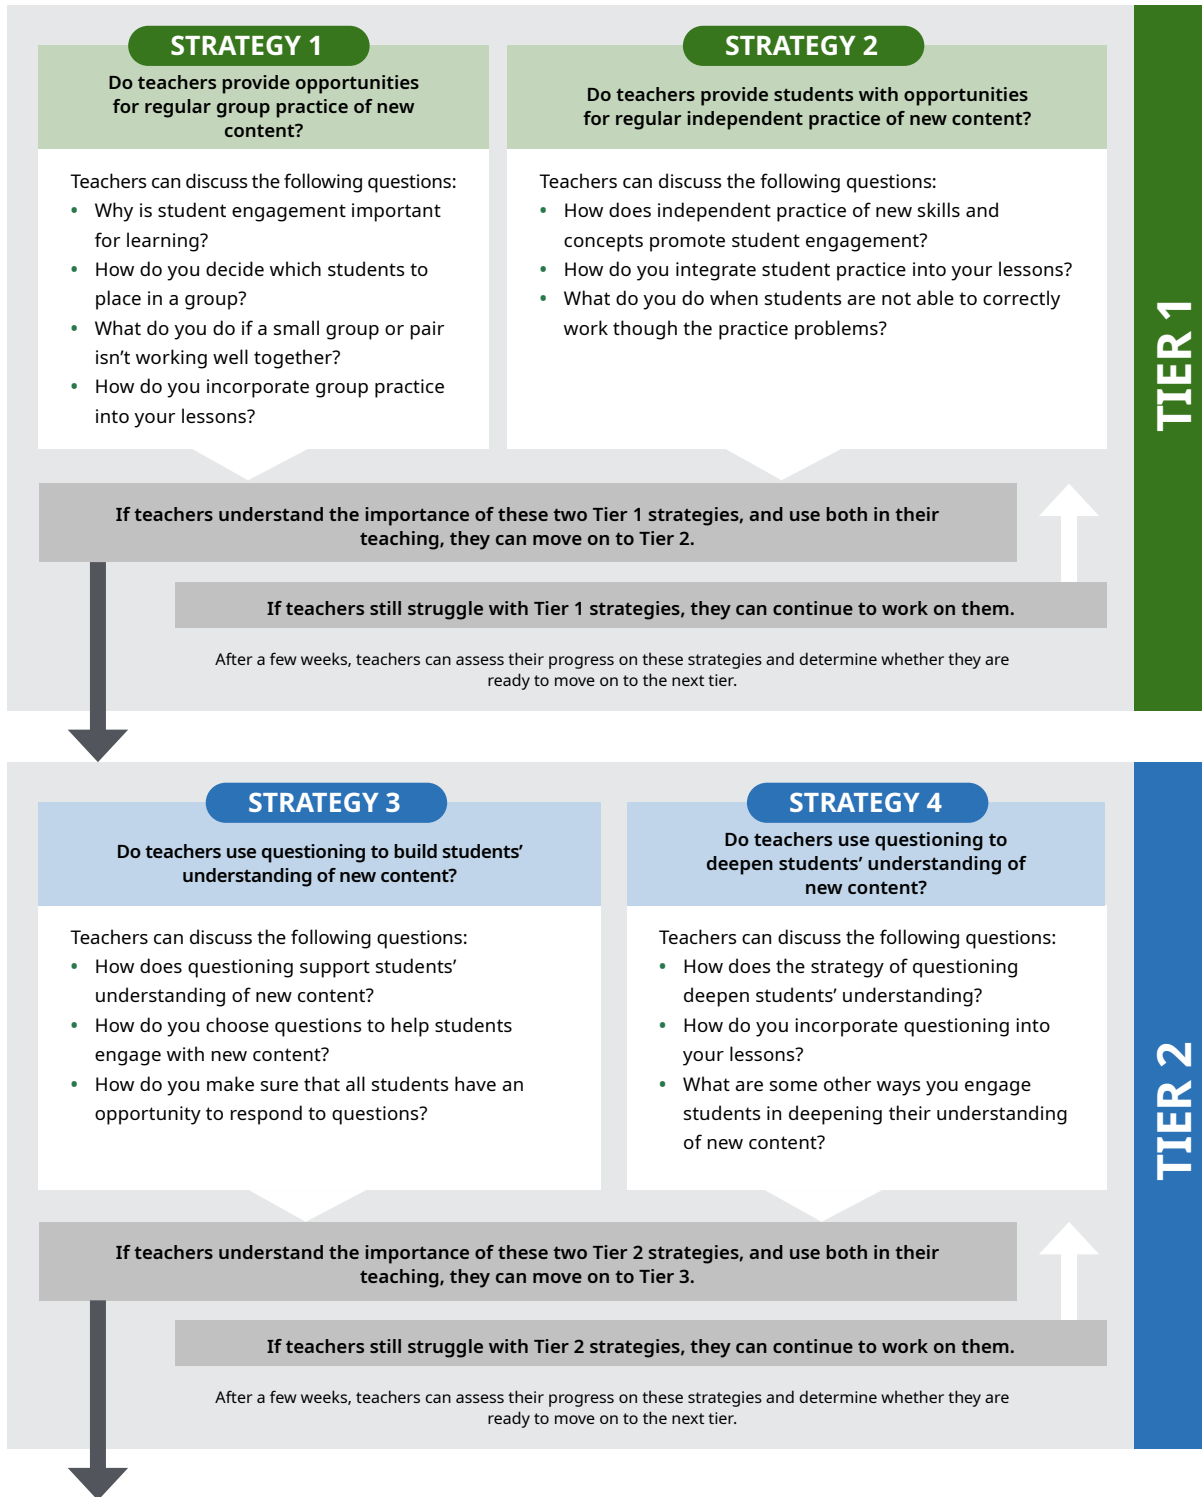 STRATEGY 1
Do teachers provide opportunities
for regular group practice of new
content?
Teachers can discuss the following questions:
• Why is student engagement important
for learning?
• How do you decide which students to
place in a group?
• What do you do if a small group or pair
isn’t working well together?
• How do you incorporate group practice
into your lessons?
STRATEGY 2
Do teachers provide students with opportunities
for regular independent practice of new content?
Teachers can discuss the following questions:
• How does independent practice of new skills and
concepts promote student engagement?
• How do you integrate student practice into your lessons?
• What do you do when students are not able to correctly
work though the practice problems?
If teachers understand the importance of these two Tier 1 strategies, and use both in their
teaching, they can move on to Tier 2.
If teachers still struggle with Tier 1 strategies, they can continue to work on them.
After a few weeks, teachers can assess their progress on these strategies and determine whether they are
ready to move on to the next tier.
TIER 1
STRATEGY 3
Do teachers use questioning to build students’
understanding of new content?
Teachers can discuss the following questions:
• How does questioning support students’
understanding of new content?
• How do you choose questions to help students
engage with new content?
• How do you make sure that all students have an
opportunity to respond to questions?
STRATEGY 4
Do teachers use questioning to
deepen students’ understanding of
new content?
Teachers can discuss the following questions:
• How does the strategy of questioning
deepen students’ understanding?
• How do you incorporate questioning into
your lessons?
• What are some other ways you engage
students in deepening their understanding
of new content?
If teachers understand the importance of these two Tier 2 strategies, and use both in their
teaching, they can move on to Tier 3.
If teachers still struggle with Tier 2 strategies, they can continue to work on them.
After a few weeks, teachers can assess their progress on these strategies and determine whether they are
ready to move on to the next tier.
TIER 2